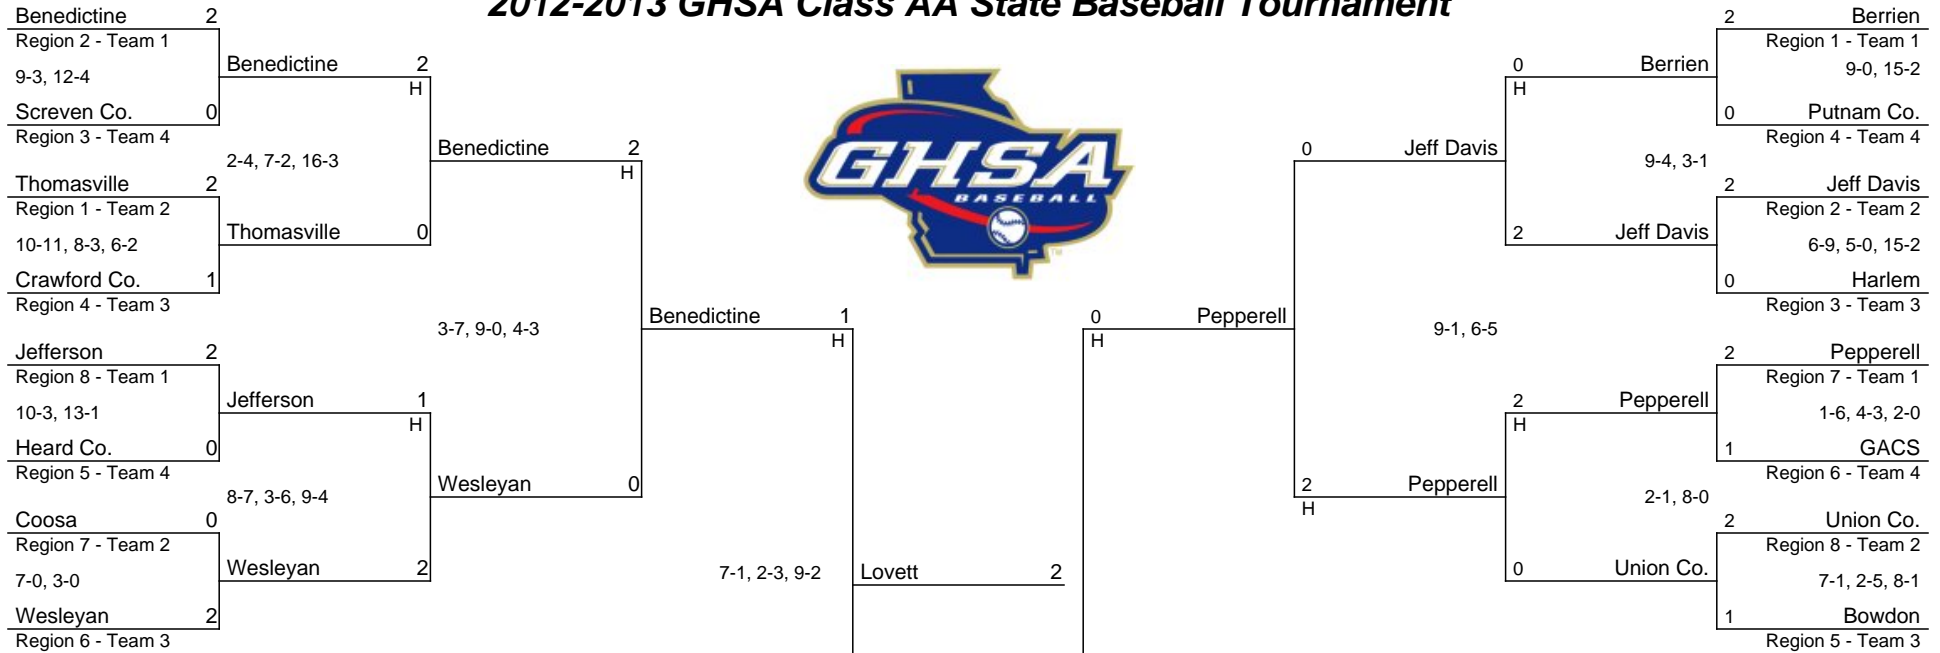 2012-2013 GHSA Class AA State Baseball Tournament
Benedictine 2
Region 2 - Team 1
9-3, 12-4
Screven Co. 0
Region 3 - Team 4
Thomasville 2
Region 1 - Team 2
10-11, 8-3, 6-2
Crawford Co. 1
Region 4 - Team 3
Jefferson 2
Region 8 - Team 1
10-3, 13-1
Heard Co. 0
Region 5 - Team 4
Coosa 0
Region 7 - Team 2
7-0, 3-0
Wesleyan 2
Region 6 - Team 3
Benedictine 2
H
2-4, 7-2, 16-3
Thomasville 0
Jefferson 1
H
8-7, 3-6, 9-4
Wesleyan 2
Benedictine 2
H
3-7, 9-0, 4-3
Wesleyan 0
Benedictine 1
H
7-1, 2-3, 9-2
Lovett 2
GHSA
BASEBALL
TM
0 Pepperell
H
0 Jeff Davis
9-1, 6-5
2 Pepperell
H
0 Berrien
H
9-4, 3-1
2 Jeff Davis
2 Pepperell
H
2-1, 8-0
0 Union Co.
2 Berrien
Region 1 - Team 1
9-0, 15-2
0 Putnam Co.
Region 4 - Team 4
2 Jeff Davis
Region 2 - Team 2
6-9, 5-0, 15-2
0 Harlem
Region 3 - Team 3
2 Pepperell
Region 7 - Team 1
1-6, 4-3, 2-0
1 GACS
Region 6 - Team 4
2 Union Co.
Region 8 - Team 2
7-1, 2-5, 8-1
1 Bowdon
Region 5 - Team 3